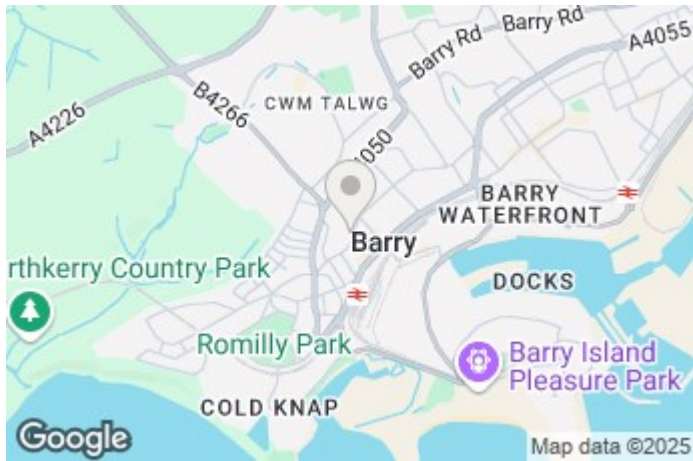 Barry Rd
Barry Rd
A4055
B4266
CWM TALWG
A4226
4050
BARRY
WATERFRONT
Barry
rthkerry Country Park
DOCKS
Romilly Park
Barry Island
Pleasure Park
COLD KNAP
Google
Map data ©2025